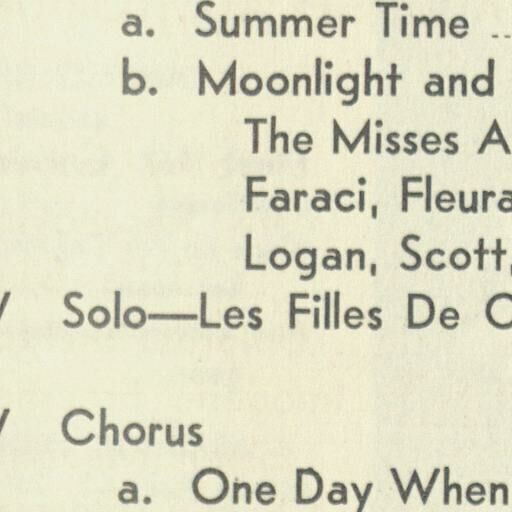 a. Summer Time ..
b. Moonlight and
The Misses A
Faraci, Fleura
Logan, Scott,
Solo—Les Filles De C
Chorus
a. One Day When